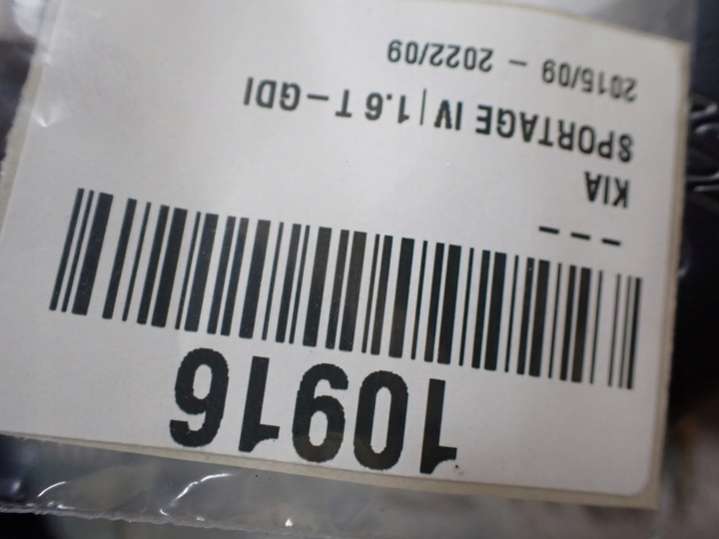 10916
– – –
KIA
SPORTAGE IV | 1.6 T–GDI
2015/09 – 2022/09